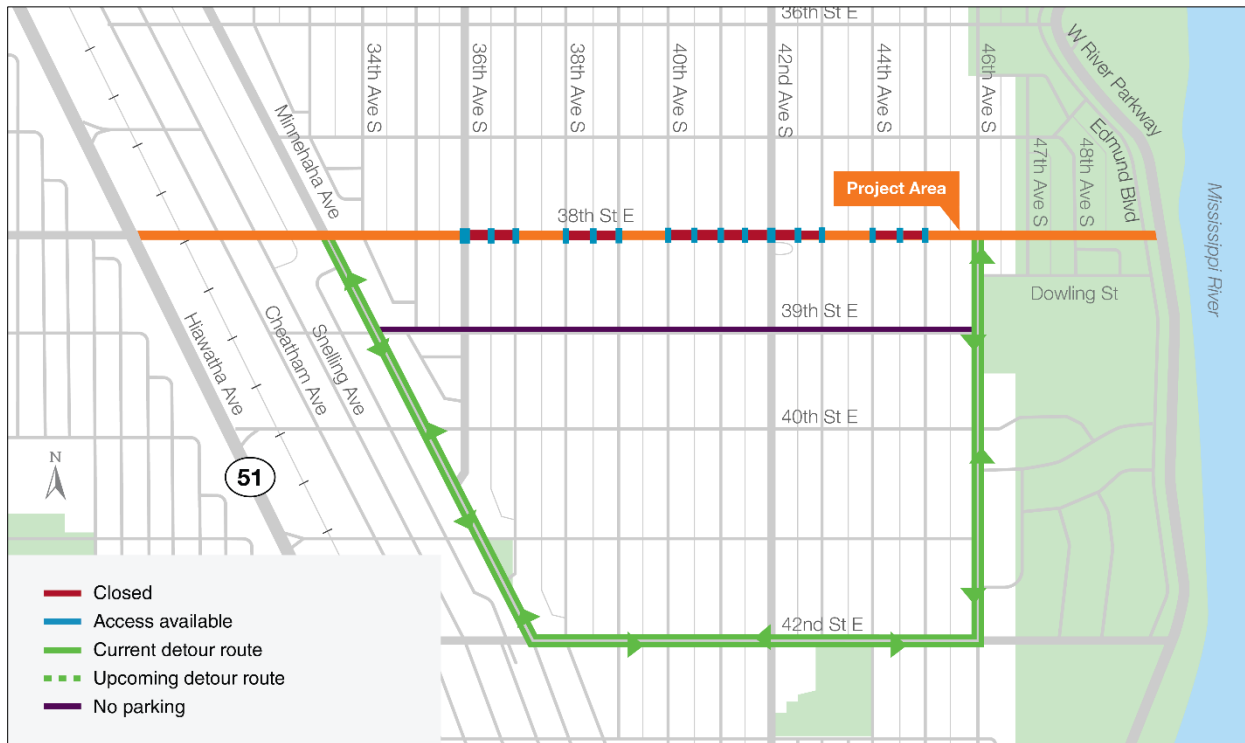 36th St E
34th Ave S
36th Ave S
38th Ave S
40th Ave S
42nd Ave S
44th Ave S
46th Ave S
W River Parkway
Edmund Blvd
47th Ave S
48th Ave S
Minnehaha Ave
Mississippi River
Project Area
38th St E
Dowling St
39th St E
Hiawatha Ave
Cheatham Ave
Snelling Ave
40th St E
N
51
42nd St E
Closed
Access available
Current detour route
Upcoming detour route
No parking